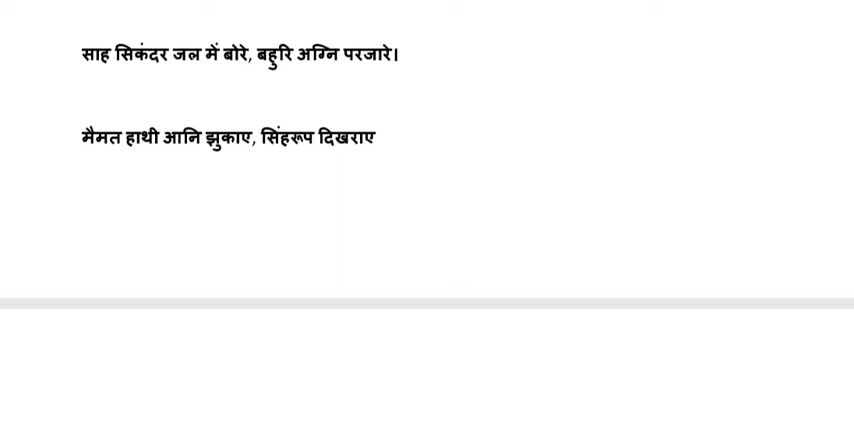 साह सिकंदर जल में बोरे, बहुरि अग्नि परजारे।
मैमत हाथी आनि झुकाए, सिंहरूप दिखराए